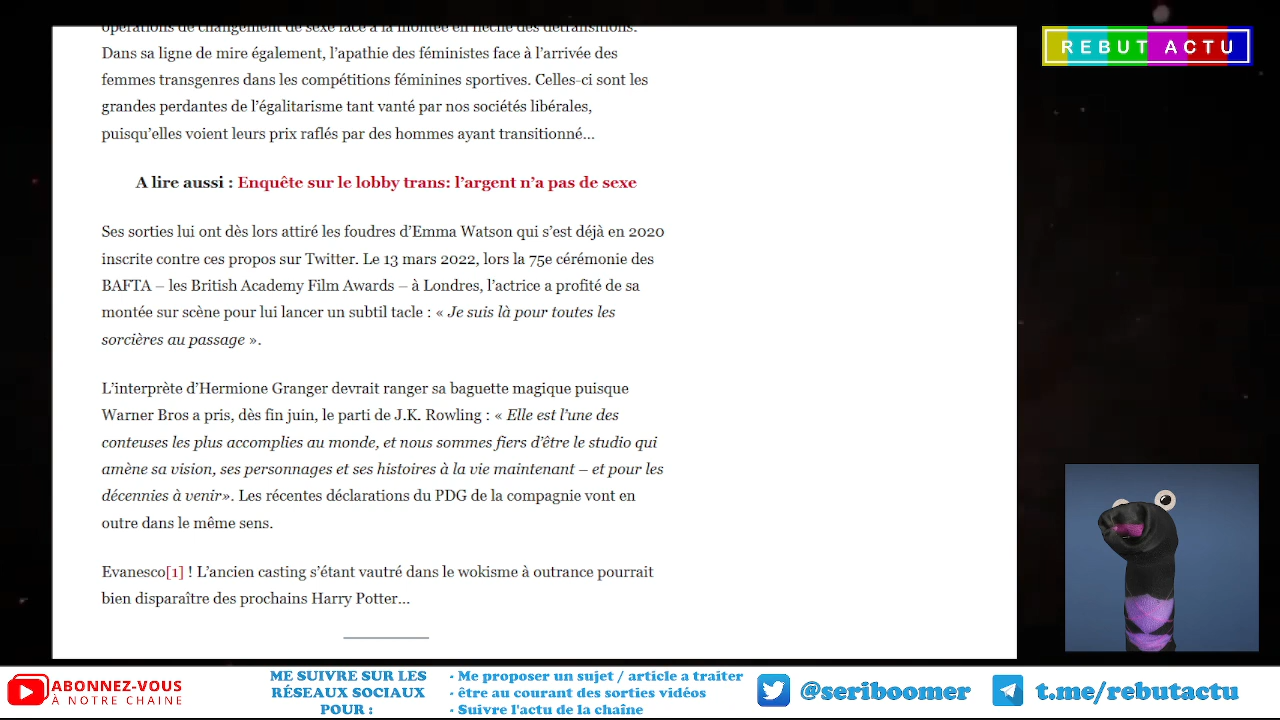 opérations de changement de sexe face à la montée en flèche des détransitions.
Dans sa ligne de mire également, l’apathie des féministes face à l’arrivée des
femmes transgenres dans les compétitions féminines sportives. Celles-ci sont les
grandes perdantes de l’égalitarisme tant vanté par nos sociétés libérales,
puisqu’elles voient leurs prix raflés par des hommes ayant transitionné…
A lire aussi : Enquête sur le lobby trans: l’argent n’a pas de sexe
Ses sorties lui ont dès lors attiré les foudres d’Emma Watson qui s’est déjà en 2020
inscrite contre ces propos sur Twitter. Le 13 mars 2022, lors la 75e cérémonie des
BAFTA – les British Academy Film Awards – à Londres, l’actrice a profité de sa
montée sur scène pour lui lancer un subtil tacle : « Je suis là pour toutes les
sorcières au passage ».
L’interprète d’Hermione Granger devrait ranger sa baguette magique puisque
Warner Bros a pris, dès fin juin, le parti de J.K. Rowling : « Elle est l’une des
conteuses les plus accomplies au monde, et nous sommes fiers d’être le studio qui
amène sa vision, ses personnages et ses histoires à la vie maintenant – et pour les
décennies à venir». Les récentes déclarations du PDG de la compagnie vont en
outre dans le même sens.
Evanesco[1] ! L’ancien casting s’étant vautré dans le wokisme à outrance pourrait
bien disparaître des prochains Harry Potter…
REBUT ACTU
ABONNEZ-VOUS
À NOTRE CHAINE
ME SUIVRE SUR LES
RÉSEAUX SOCIAUX
POUR :
- Me proposer un sujet / article a traiter
- être au courant des sorties vidéos
- Suivre l'actu de la chaîne
@seriboomer
t.me/rebutactu